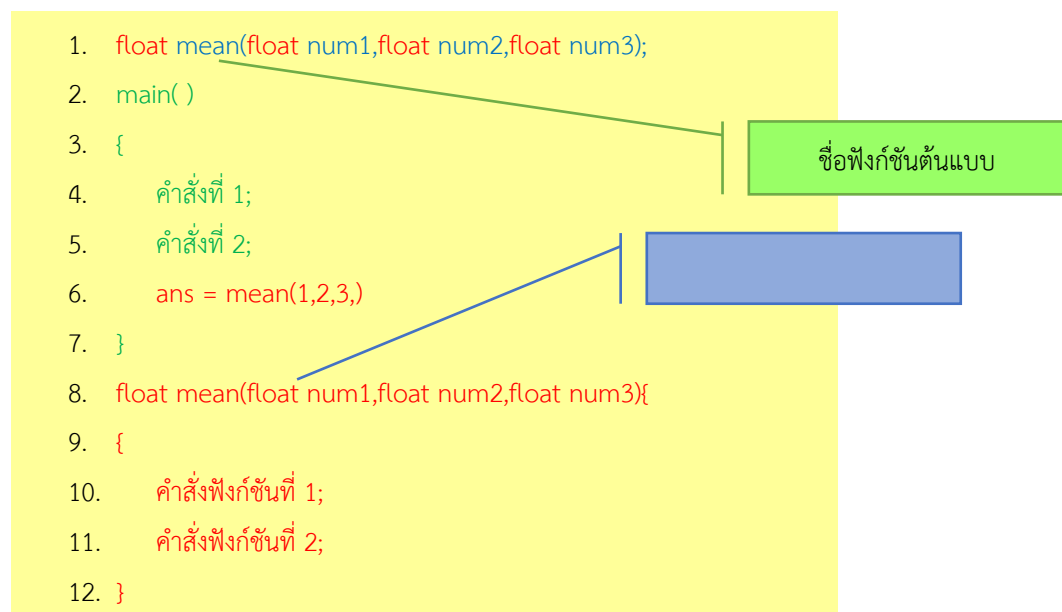 1. float mean(float num1,float num2,float num3);
2. main( )
3. {
4. คำสั่งที่ 1;
5. คำสั่งที่ 2;
6. ans = mean(1,2,3,)
7. }
8. float mean(float num1,float num2,float num3){
9. {
10. คำสั่งฟังก์ชันที่ 1;
11. คำสั่งฟังก์ชันที่ 2;
12. }
ชื่อฟังก์ชันต้นแบบ